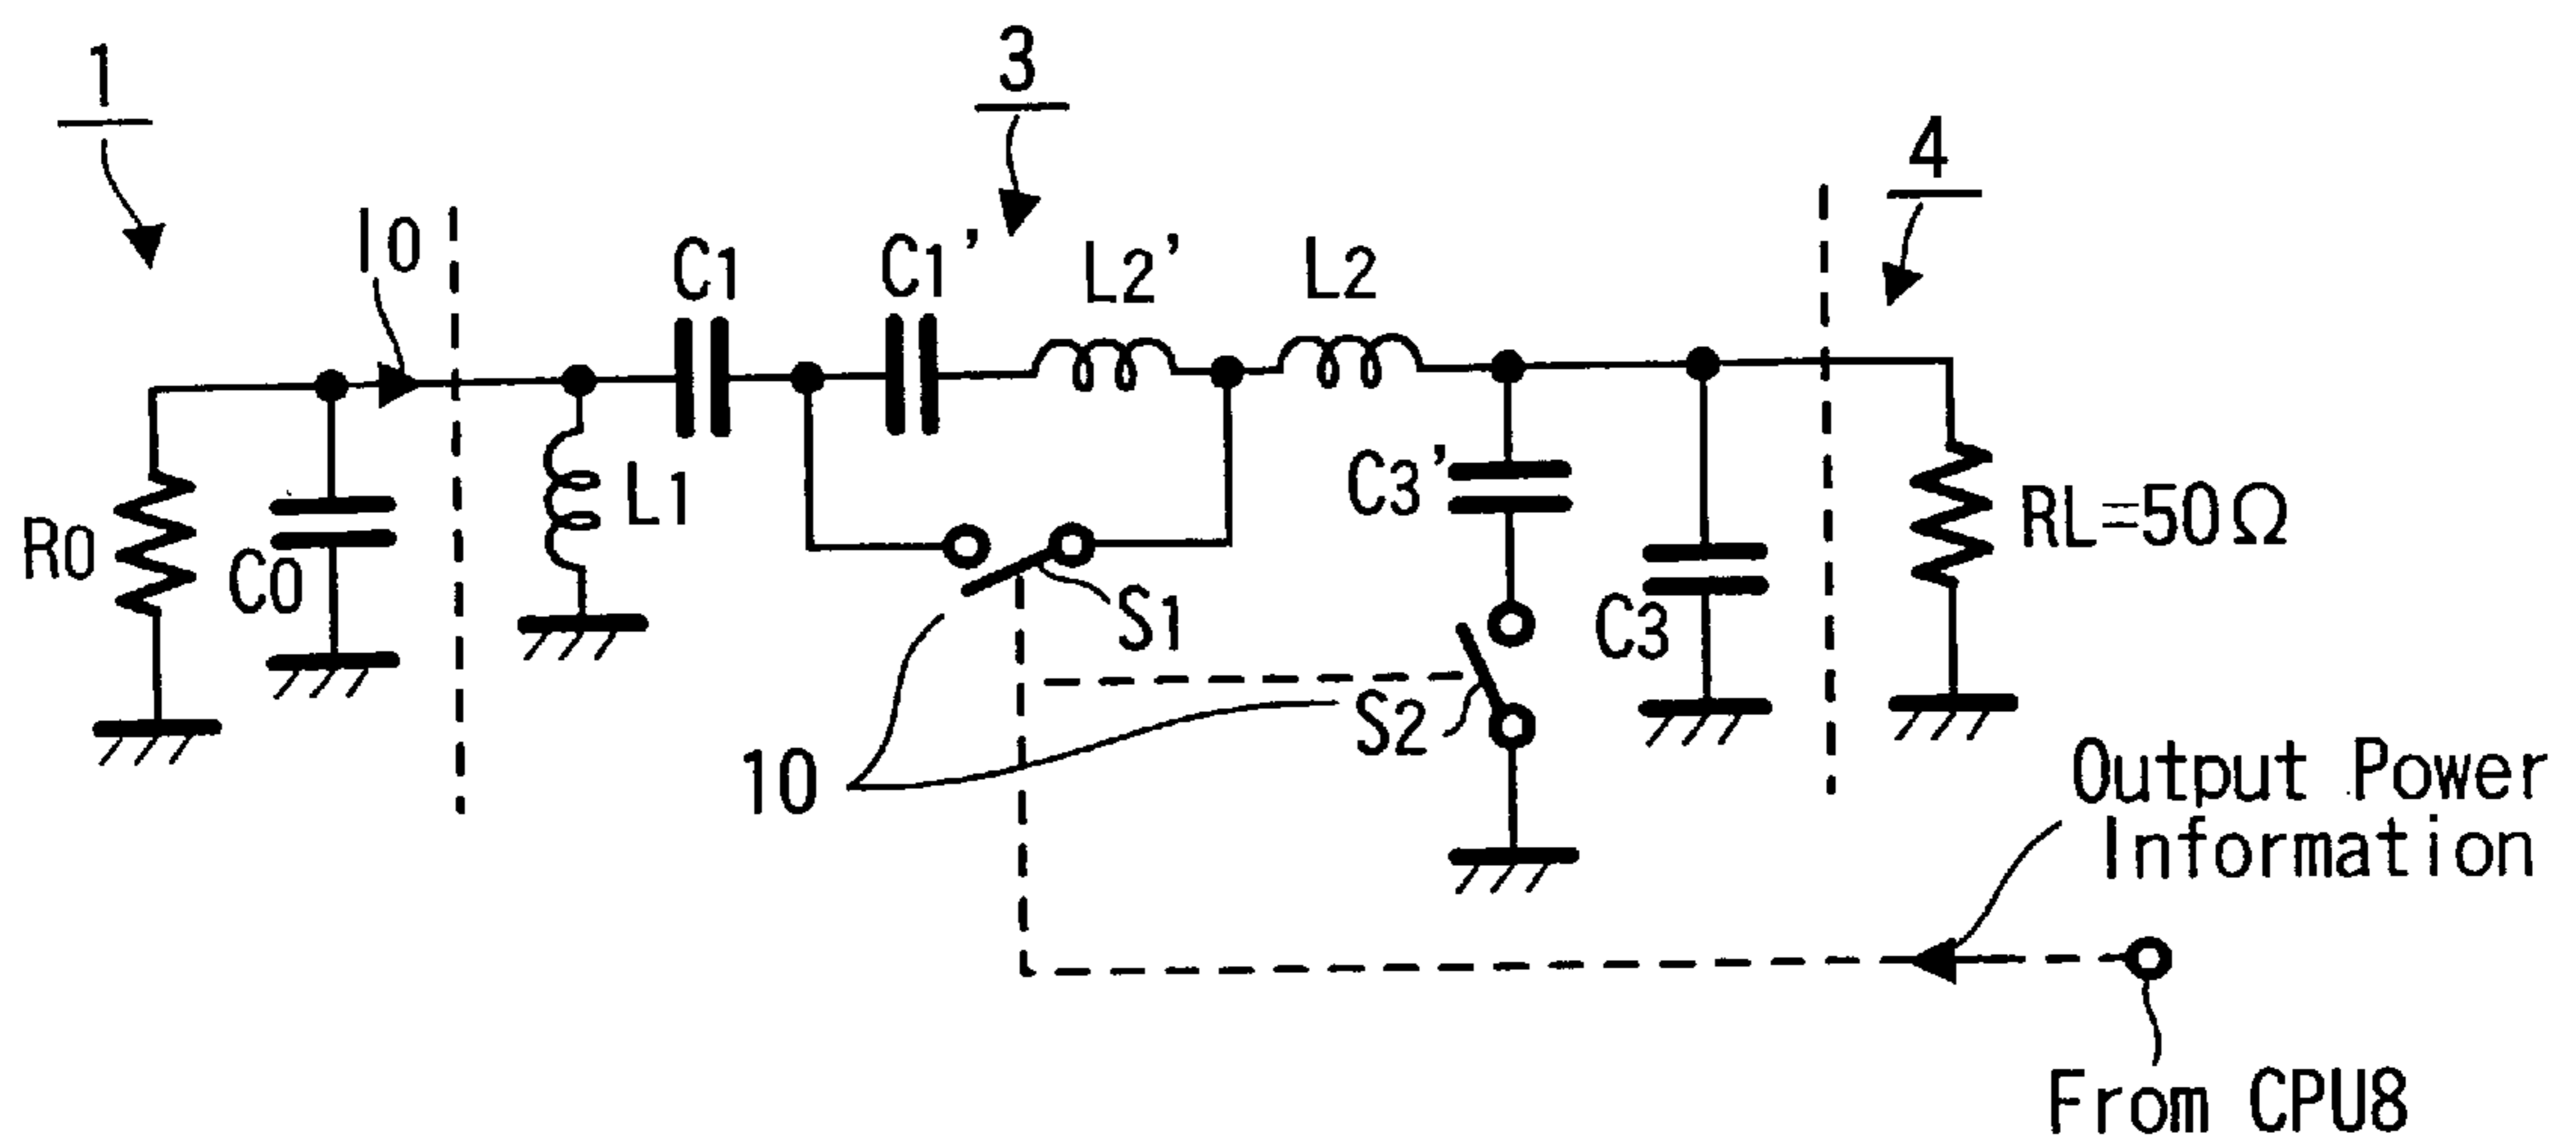 1
3
4
I0
C1
C1'
L2'
L2
R0
C0
L1
S1
C3'
C3
RL=50Ω
S2
10
Output Power
Information
From CPU8